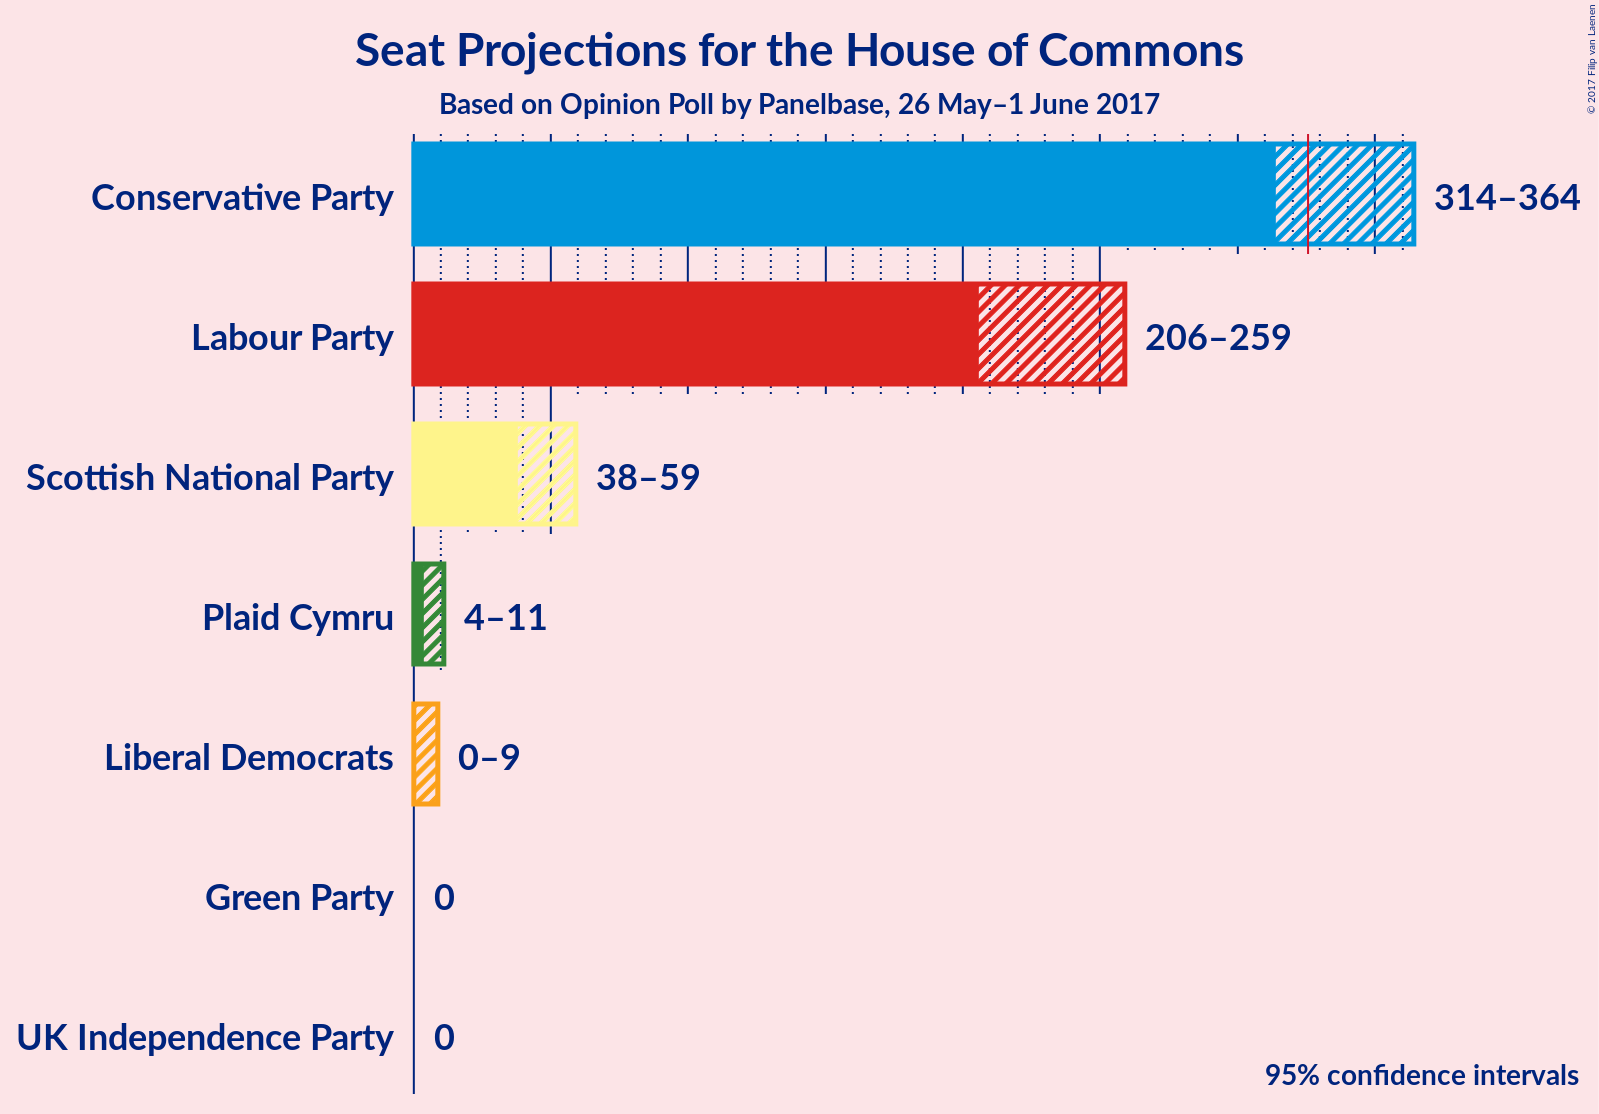 Seat Projections for the House of Commons
Based on Opinion Poll by Panelbase, 26 May–1 June 2017
© 2017 Filip van Laenen
Conservative Party 314–364
Labour Party 206–259
Scottish National Party 38–59
Plaid Cymru 4–11
Liberal Democrats 0–9
Green Party 0
UK Independence Party 0
95% confidence intervals